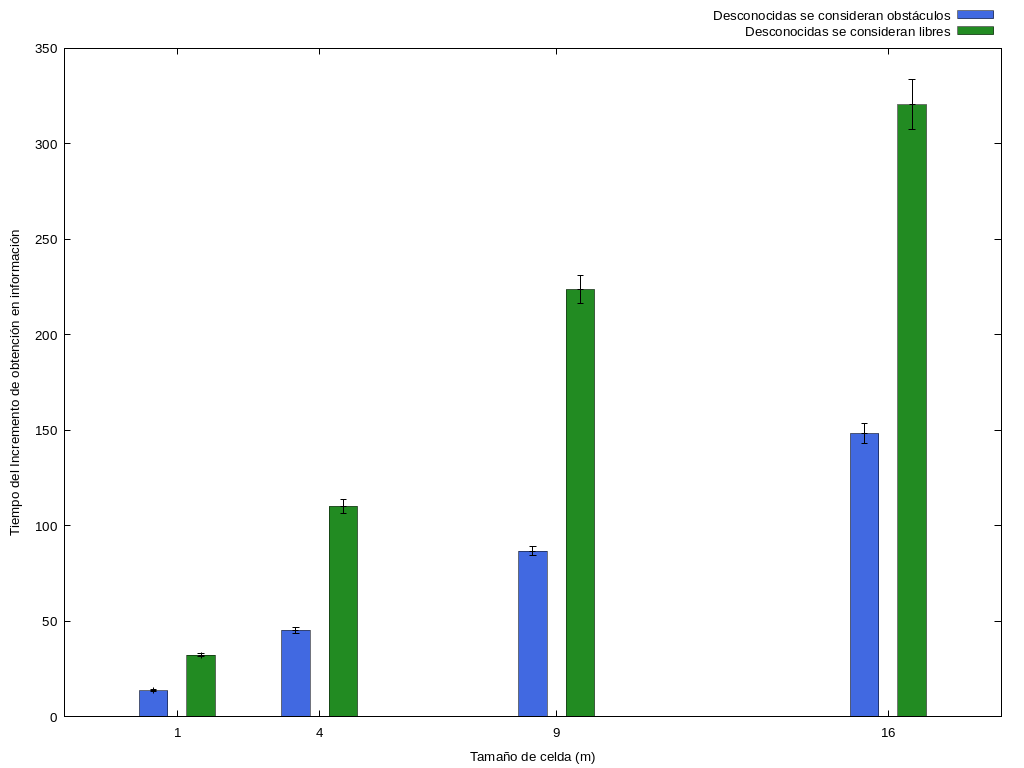 Desconocidas se consideran obstáculos
Desconocidas se consideran libres
350
300
250
200
150
100
50
0
Tiempo del Incremento de obtención en información
1 4 9 16
Tamaño de celda (m)